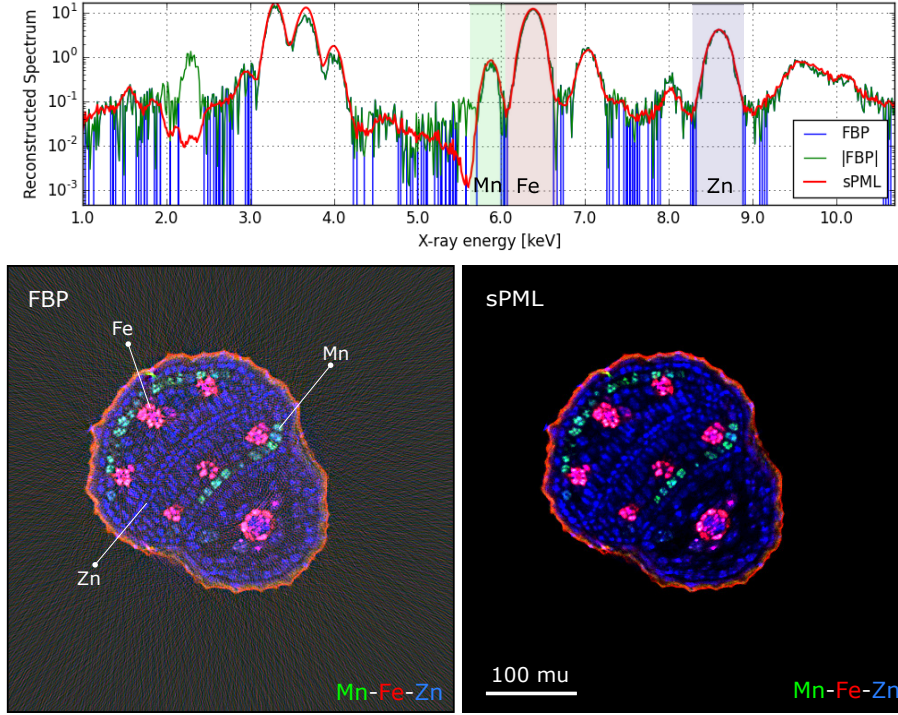 Reconstructed Spectrum
10¹
10⁰
10⁻¹
10⁻²
10⁻³
Mn Fe Zn
FBP
|FBP|
sPML
1.0 2.0 3.0 4.0 5.0 6.0 7.0 8.0 9.0 10.0
X-ray energy [keV]
FBP
Fe
Mn
Zn
Mn-Fe-Zn
sPML
100 mu
Mn-Fe-Zn